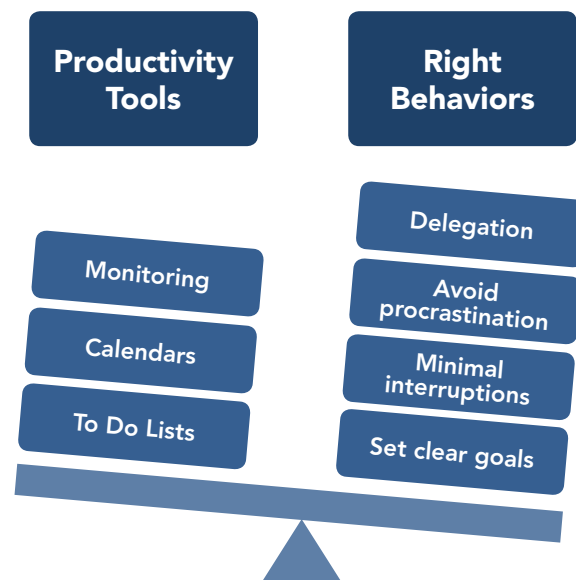 Productivity
Tools
Right
Behaviors
Monitoring
Calendars
To Do Lists
Delegation
Avoid
procrastination
Minimal
interruptions
Set clear goals